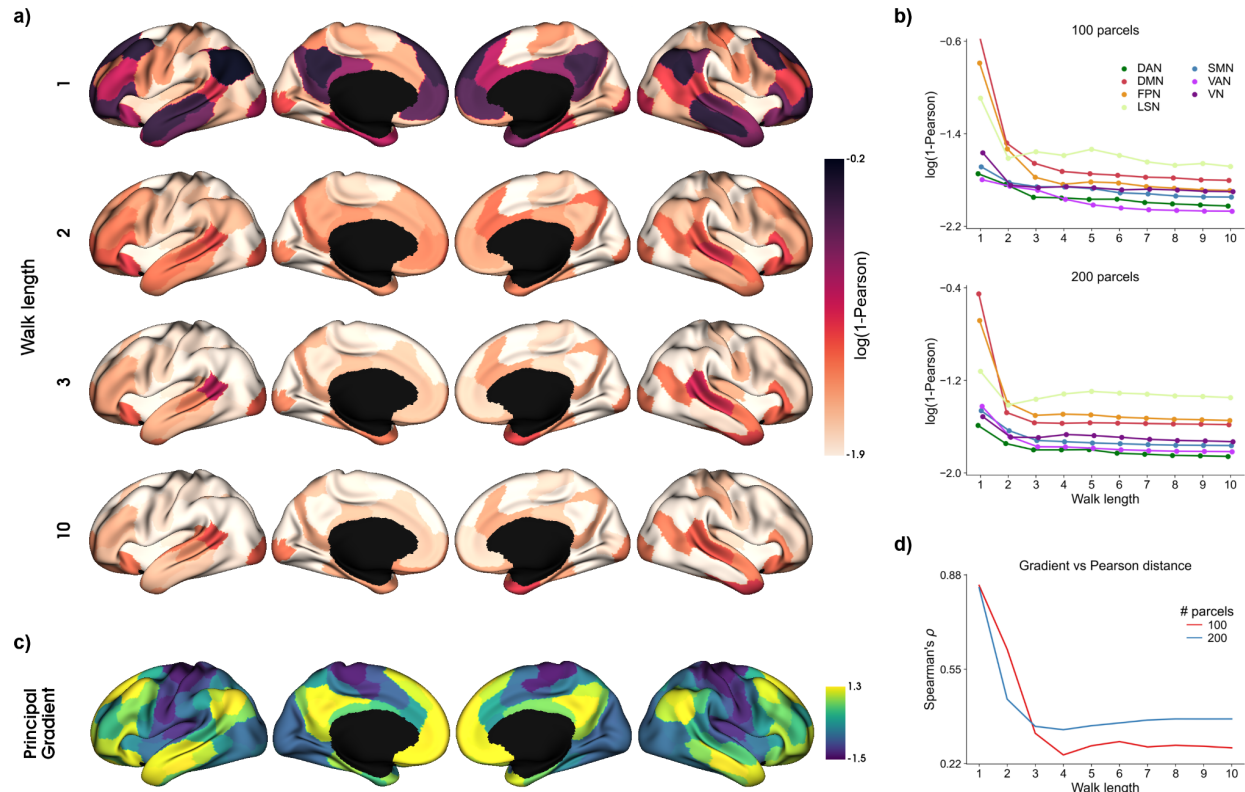 a)
Walk length
1
2
3
10
-0.2
log(1-Pearson)
-1.9
b)
100 parcels
−0.6
−1.4
−2.2
log(1-Pearson)
DAN
DMN
FPN
LSN
SMN
VAN
VN
1 2 3 4 5 6 7 8 9 10
200 parcels
−0.4
−1.2
−2.0
log(1-Pearson)
1 2 3 4 5 6 7 8 9 10
Walk length
c)
Principal
Gradient
1.3
-1.5
d)
Gradient vs Pearson distance
0.88
0.55
0.22
Spearman's ρ
# parcels
100
200
1 2 3 4 5 6 7 8 9 10
Walk length